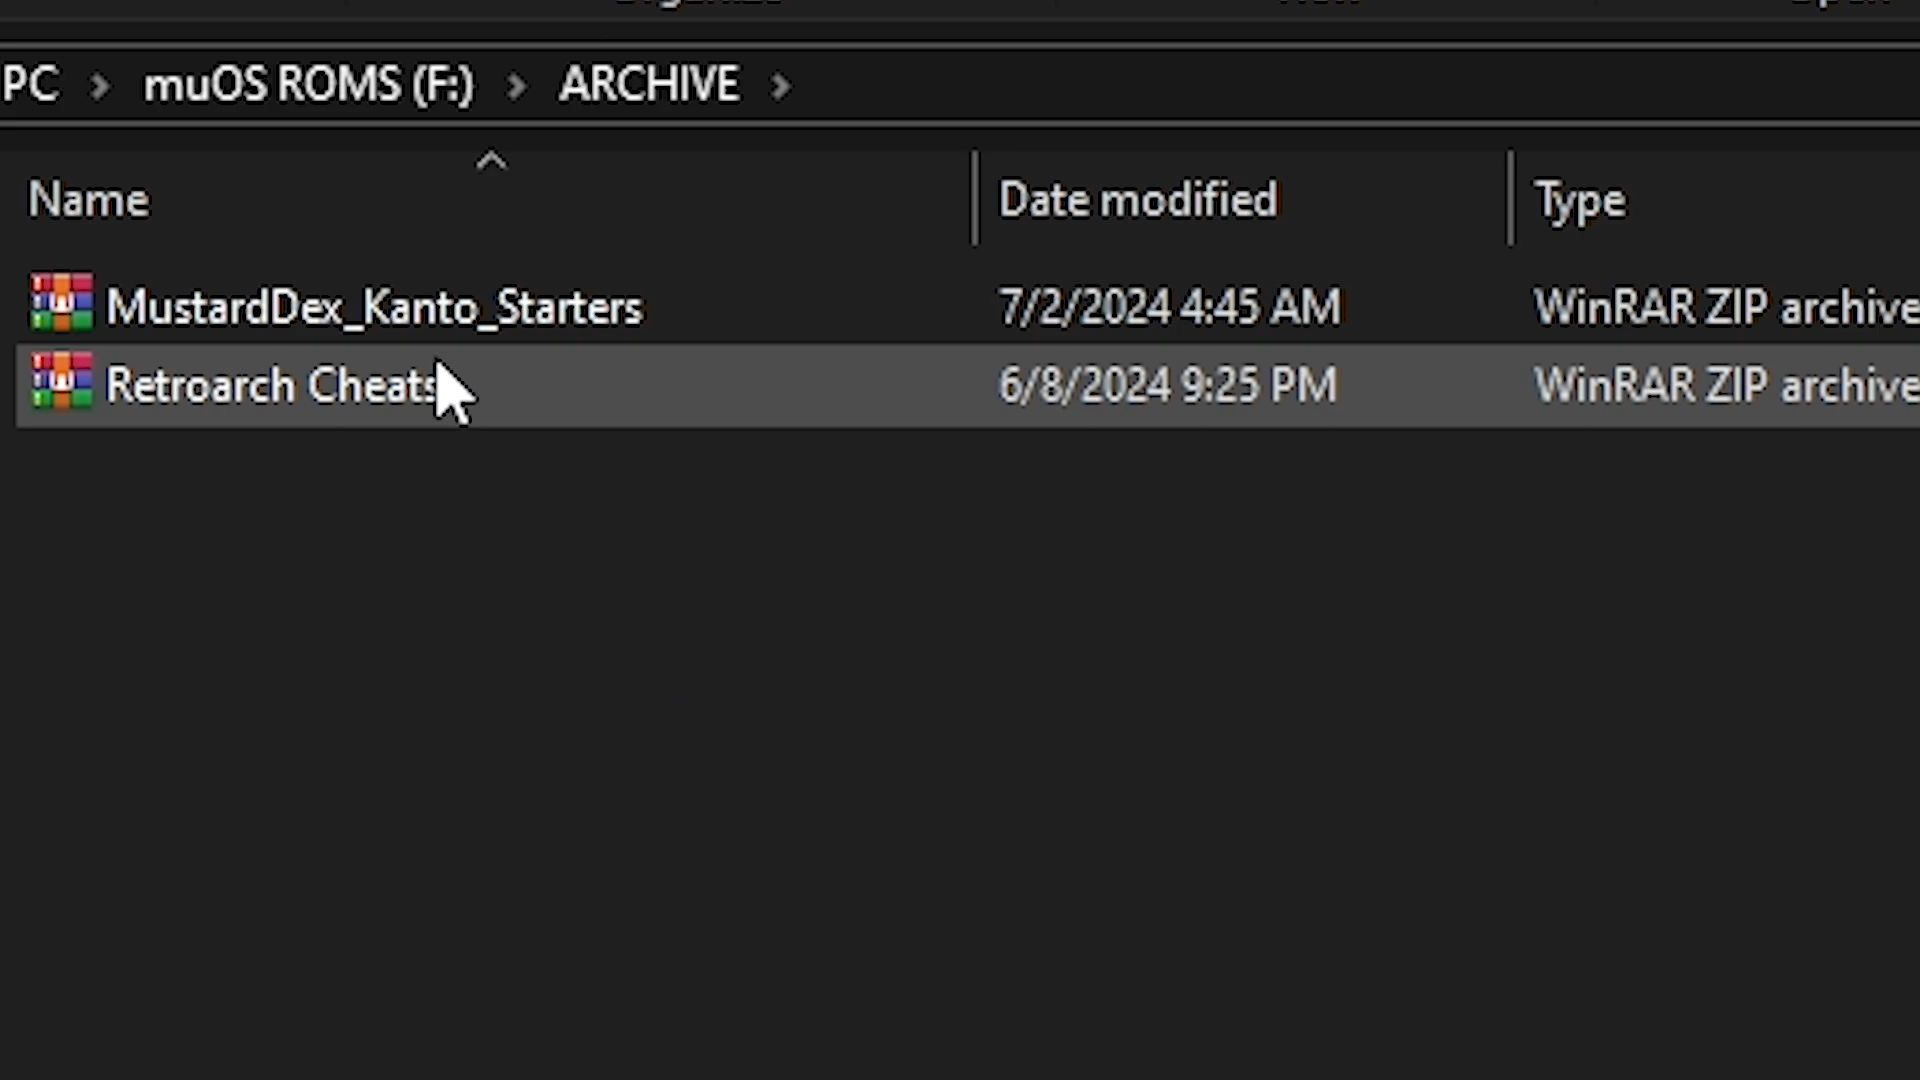 PC > muOS ROMS (F:) > ARCHIVE >
Name Date modified Type
MustardDex_Kanto_Starters 7/2/2024 4:45 AM WinRAR ZIP archive
Retroarch Cheats 6/8/2024 9:25 PM WinRAR ZIP archive